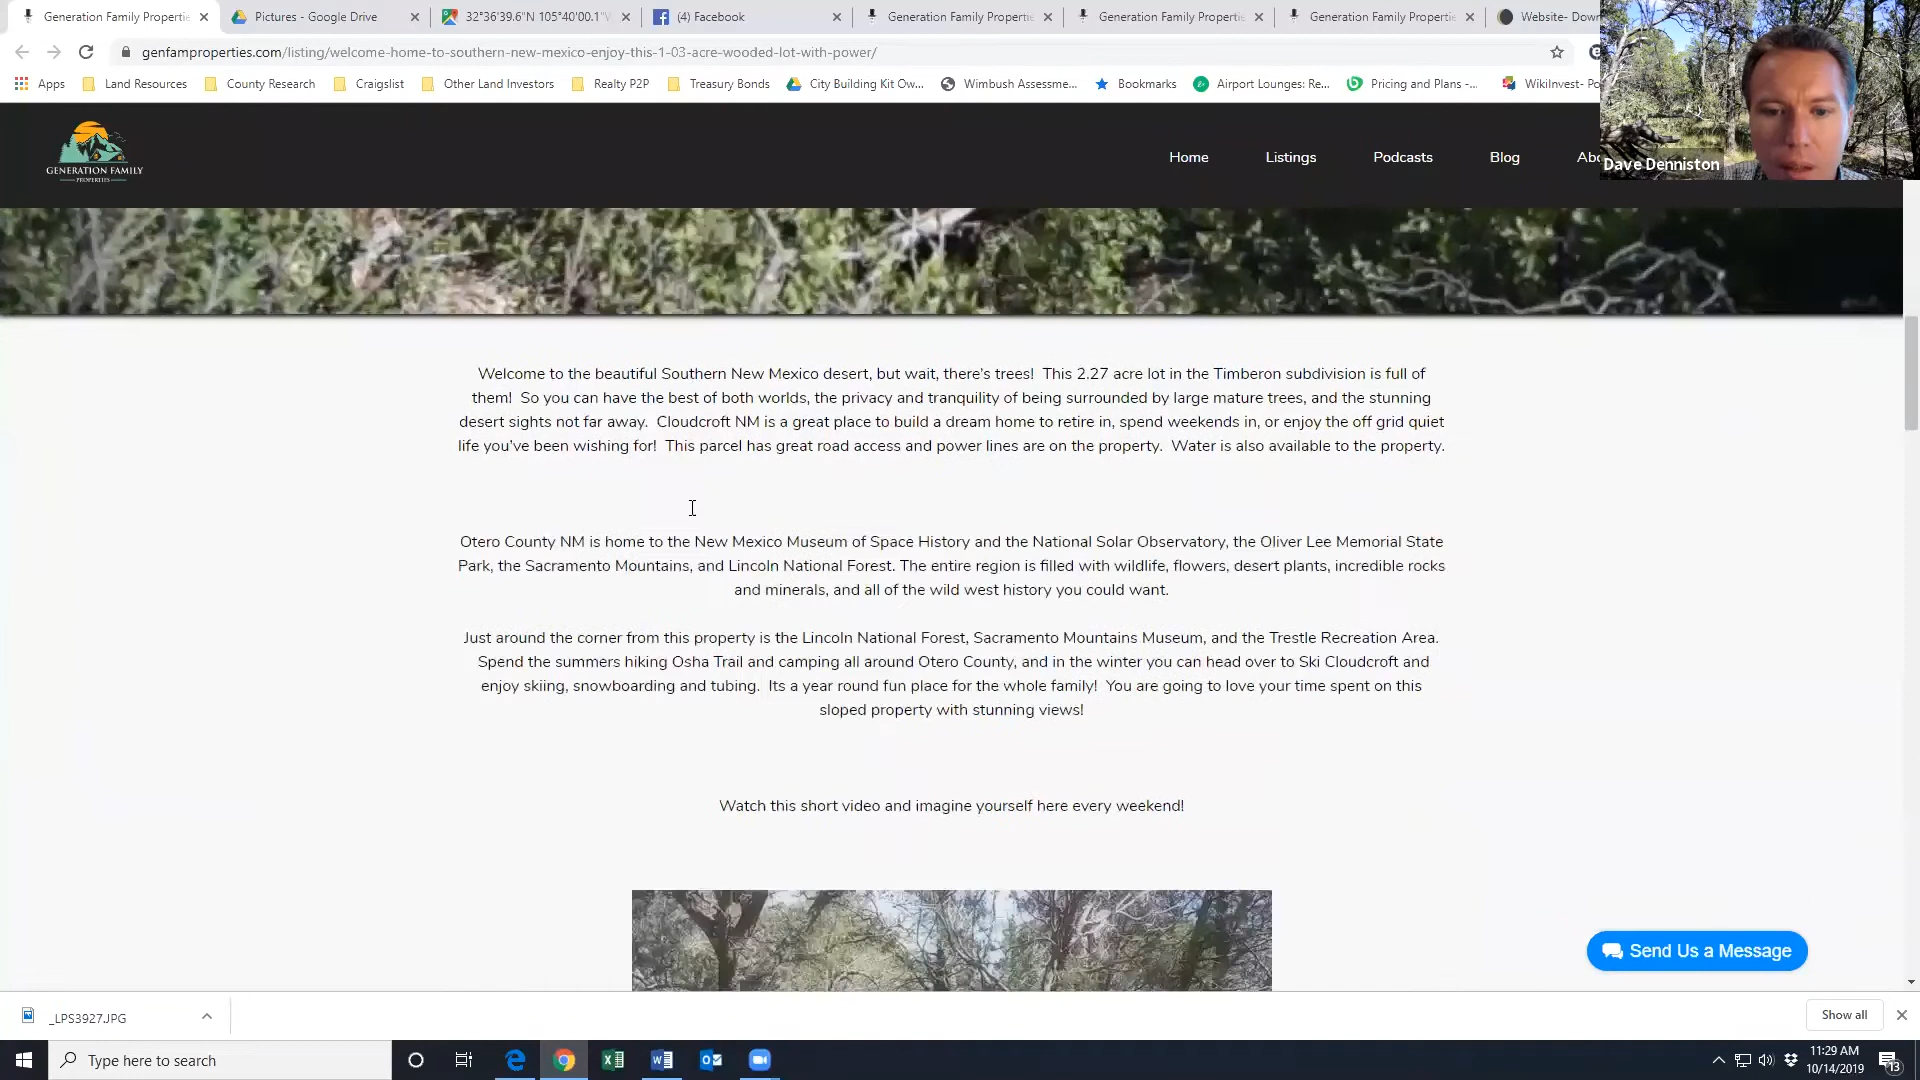 Generation Family Properti
Pictures - Google Drive
32°36'39.6"N 105°40'00.1"
(4) Facebook
Generation Family Properti
Generation Family Properti
Generation Family Properti
Website- Dow
genfamproperties.com/listing/welcome-home-to-southern-new-mexico-enjoy-this-1-03-acre-wooded-lot-with-power/
Apps
Land Resources
County Research
Craigslist
Other Land Investors
Realty P2P
Treasury Bonds
City Building Kit Ow...
Wimbush Assessme...
Bookmarks
Airport Lounges: Re...
Pricing and Plans -...
WikiInvest- Po
Dave Denniston
GENERATION FAMILY
PROPERTIES
Home
Listings
Podcasts
Blog
Abo
Welcome to the beautiful Southern New Mexico desert, but wait, there's trees! This 2.27 acre lot in the Timberon subdivision is full of
them! So you can have the best of both worlds, the privacy and tranquility of being surrounded by large mature trees, and the stunning
desert sights not far away. Cloudcroft NM is a great place to build a dream home to retire in, spend weekends in, or enjoy the off grid quiet
life you've been wishing for! This parcel has great road access and power lines are on the property. Water is also available to the property.
Otero County NM is home to the New Mexico Museum of Space History and the National Solar Observatory, the Oliver Lee Memorial State
Park, the Sacramento Mountains, and Lincoln National Forest. The entire region is filled with wildlife, flowers, desert plants, incredible rocks
and minerals, and all of the wild west history you could want.
Just around the corner from this property is the Lincoln National Forest, Sacramento Mountains Museum, and the Trestle Recreation Area.
Spend the summers hiking Osha Trail and camping all around Otero County, and in the winter you can head over to Ski Cloudcroft and
enjoy skiing, snowboarding and tubing. Its a year round fun place for the whole family! You are going to love your time spent on this
sloped property with stunning views!
Watch this short video and imagine yourself here every weekend!
Send Us a Message
_LPS3927.JPG
Show all
Type here to search
11:29 AM
10/14/2019
13